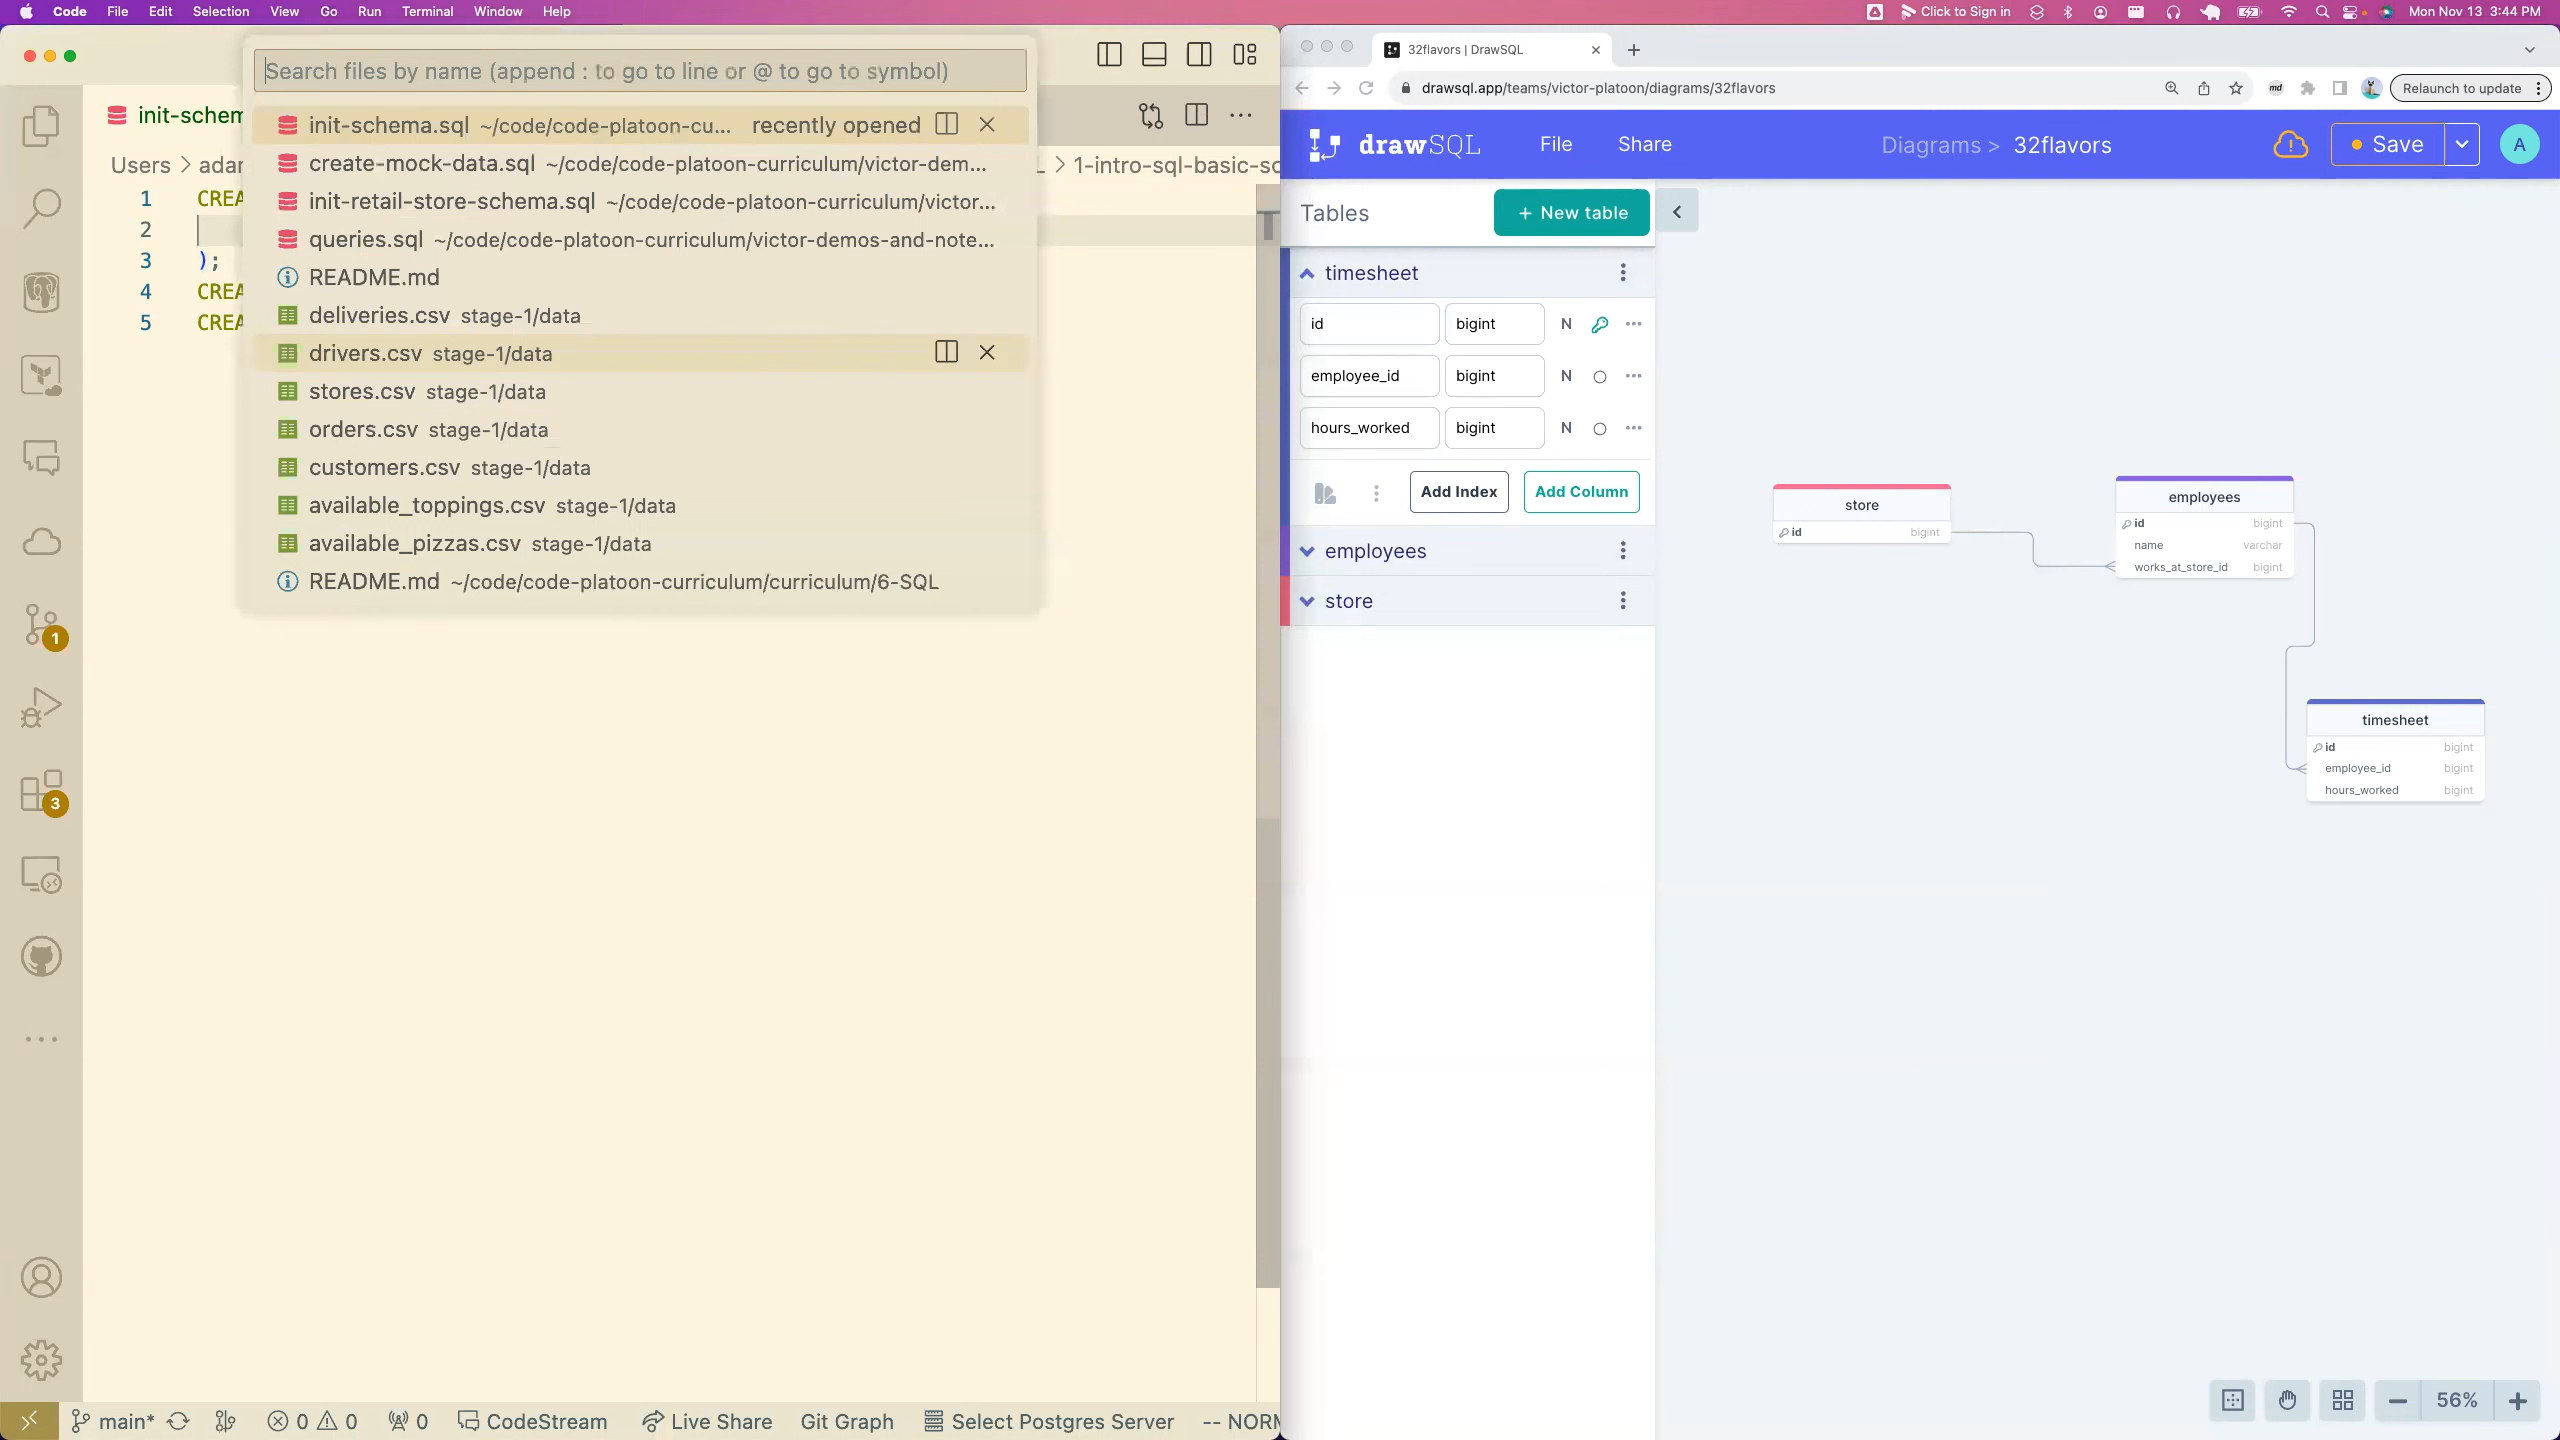 Code File Edit Selection View Go Run Terminal Window Help
Click to Sign in
Mon Nov 13 3:44 PM
Search files by name (append : to go to line or @ to go to symbol)
init-schem
init-schema.sql ~/code/code-platoon-cu... recently opened
create-mock-data.sql ~/code/code-platoon-curriculum/victor-dem...
init-retail-store-schema.sql ~/code/code-platoon-curriculum/victor...
queries.sql ~/code/code-platoon-curriculum/victor-demos-and-note...
README.md
deliveries.csv stage-1/data
drivers.csv stage-1/data
stores.csv stage-1/data
orders.csv stage-1/data
customers.csv stage-1/data
available_toppings.csv stage-1/data
available_pizzas.csv stage-1/data
README.md ~/code/code-platoon-curriculum/curriculum/6-SQL
Users > adar
L > 1-intro-sql-basic-sc
1 CREA
2
3 );
4 CREA
5 CREA
1
3
main* 0 0 0 CodeStream Live Share Git Graph Select Postgres Server -- NORM
32flavors | DrawSQL
drawsql.app/teams/victor-platoon/diagrams/32flavors
md
Relaunch to update
drawSQL File Share
Diagrams > 32flavors
Save
A
Tables
+ New table
timesheet
id bigint N
employee_id bigint N
hours_worked bigint N
Add Index
Add Column
employees
store
store
id bigint
employees
id bigint
name varchar
works_at_store_id bigint
timesheet
id bigint
employee_id bigint
hours_worked bigint
56%